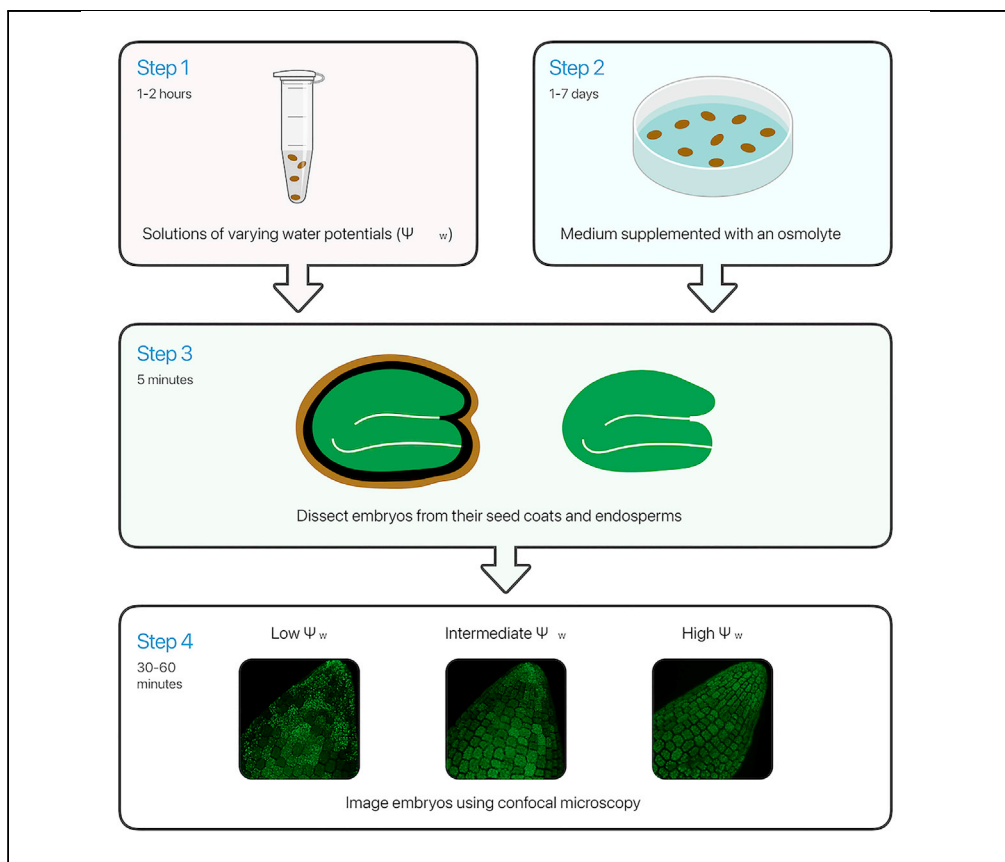 Step 1
1-2 hours
Solutions of varying water potentials (Ψ w)
Step 2
1-7 days
Medium supplemented with an osmolyte
Step 3
5 minutes
Dissect embryos from their seed coats and endosperms
Step 4
30-60
minutes
Low Ψ w
Intermediate Ψ w
High Ψ w
Image embryos using confocal microscopy